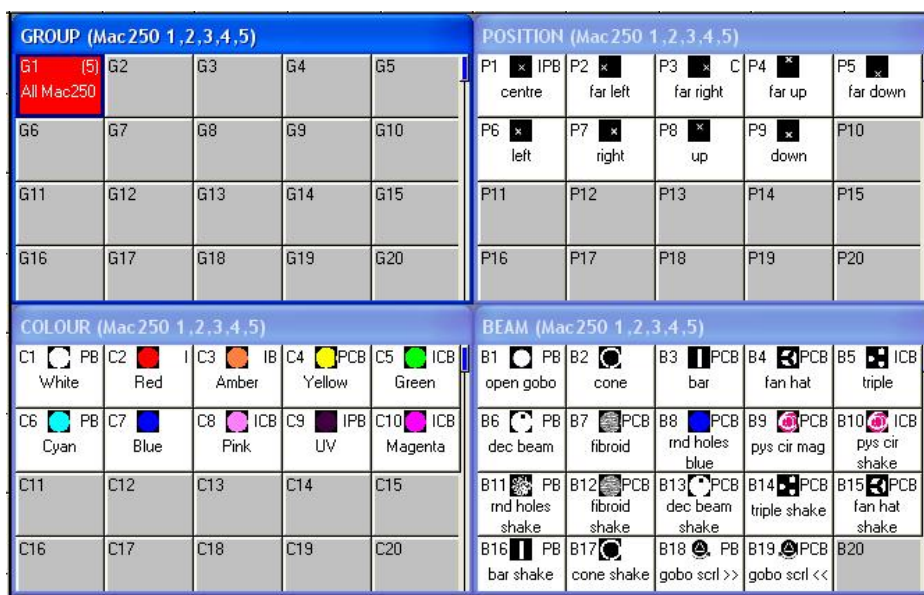 GROUP (Mac250 1,2,3,4,5)
G1 (5) G2 G3 G4 G5
All Mac250
G6 G7 G8 G9 G10
G11 G12 G13 G14 G15
G16 G17 G18 G19 G20
POSITION (Mac250 1,2,3,4,5)
P1 IPB P2 P3 C P4 P5
centre far left far right far up far down
P6 P7 P8 P9 P10
left right up down
P11 P12 P13 P14 P15
P16 P17 P18 P19 P20
COLOUR (Mac250 1,2,3,4,5)
C1 PB C2 I C3 IB C4 PCB C5 ICB
White Red Amber Yellow Green
C6 PB C7 C8 ICB C9 IPB C10 ICB
Cyan Blue Pink UV Magenta
C11 C12 C13 C14 C15
C16 C17 C18 C19 C20
BEAM (Mac250 1,2,3,4,5)
B1 PB B2 B3 PCB B4 PCB B5 ICB
open gobo cone bar fan hat triple
B6 PB B7 PCB B8 PCB B9 PCB B10 ICB
dec beam fibroid rnd holes pys cir mag pys cir
blue shake
B11 PB B12 PCB B13 PCB B14 PCB B15 PCB
rnd holes fibroid dec beam triple shake fan hat
shake shake shake shake
B16 PB B17 B18 PB B19 PCB B20
bar shake cone shake gobo scrl >> gobo scrl <<